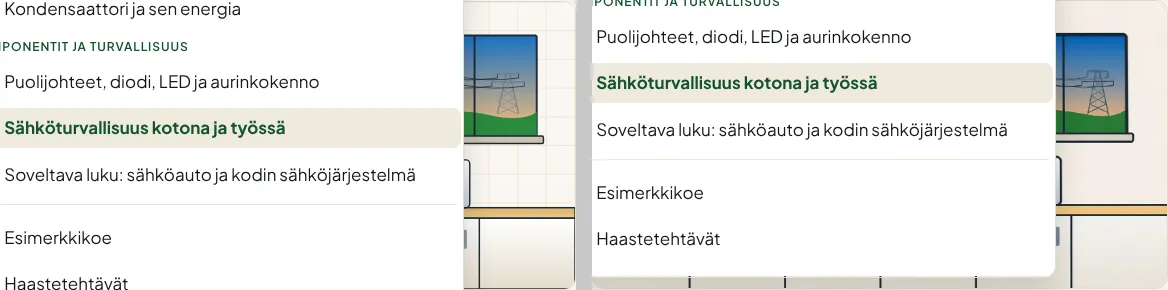 Kondensaattori ja sen energia
PONENTIT JA TURVALLISUUS
Puolijohteet, diodi, LED ja aurinkokenno
Sähköturvallisuus kotona ja työssä
Soveltava luku: sähköauto ja kodin sähköjärjestelmä
Esimerkkikoe
Haastetehtävät
PONENTIT JA TURVALLISUUS
Puolijohteet, diodi, LED ja aurinkokenno
Sähköturvallisuus kotona ja työssä
Soveltava luku: sähköauto ja kodin sähköjärjestelmä
Esimerkkikoe
Haastetehtävät